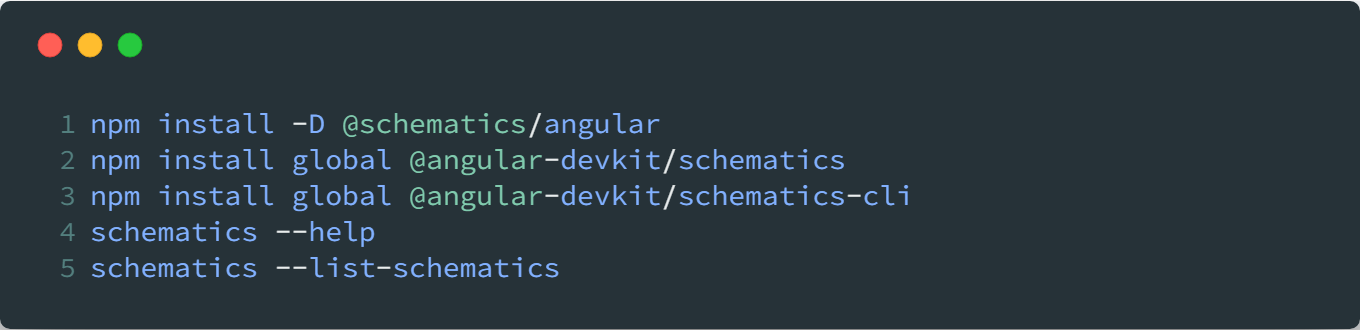 1 npm install -D @schematics/angular
2 npm install global @angular-devkit/schematics
3 npm install global @angular-devkit/schematics-cli
4 schematics --help
5 schematics --list-schematics